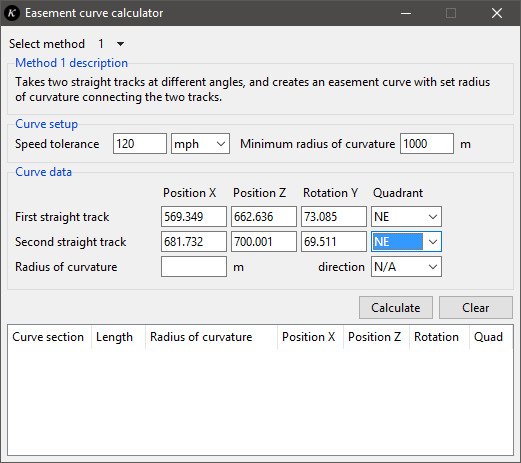 K Easement curve calculator
Select method 1
Method 1 description
Takes two straight tracks at different angles, and creates an easement curve with set radius
of curvature connecting the two tracks.
Curve setup
Speed tolerance 120 mph Minimum radius of curvature 1000 m
Curve data
Position X Position Z Rotation Y Quadrant
First straight track 569.349 662.636 73.085 NE
Second straight track 681.732 700.001 69.511 NE
Radius of curvature m direction N/A
Calculate Clear
Curve section Length Radius of curvature Position X Position Z Rotation Quad